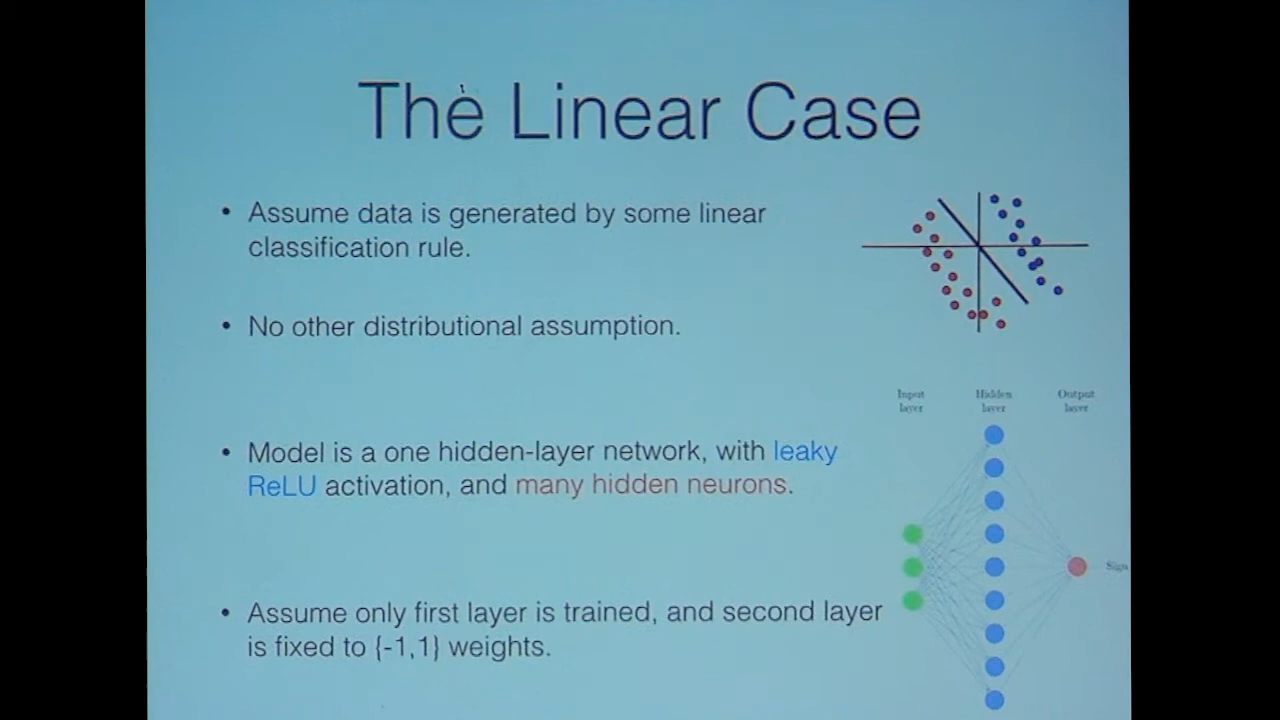 The Linear Case
• Assume data is generated by some linear
classification rule.
• No other distributional assumption.
Input
layer
Hidden
layer
Output
layer
• Model is a one hidden-layer network, with leaky
ReLU activation, and many hidden neurons.
Sign
• Assume only first layer is trained, and second layer
is fixed to {-1,1} weights.